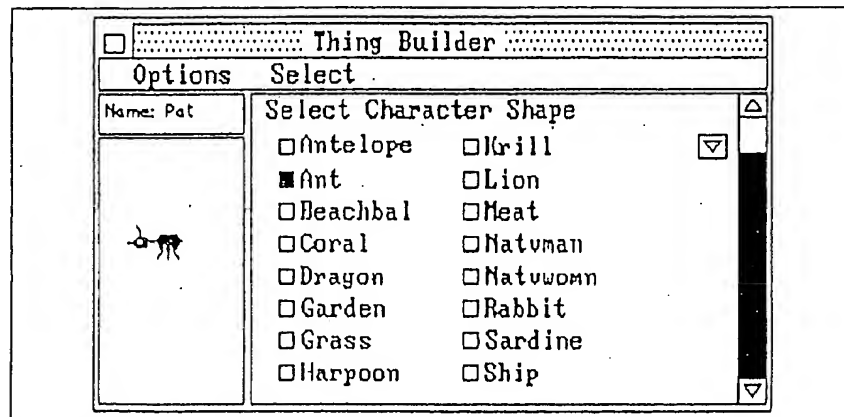 Thing Builder
Options Select
Name: Pat
Select Character Shape
Antelope Krill
Ant Lion
Beachbal Meat
Coral Natvman
Dragon Natvwomn
Garden Rabbit
Grass Sardine
Harpoon Ship